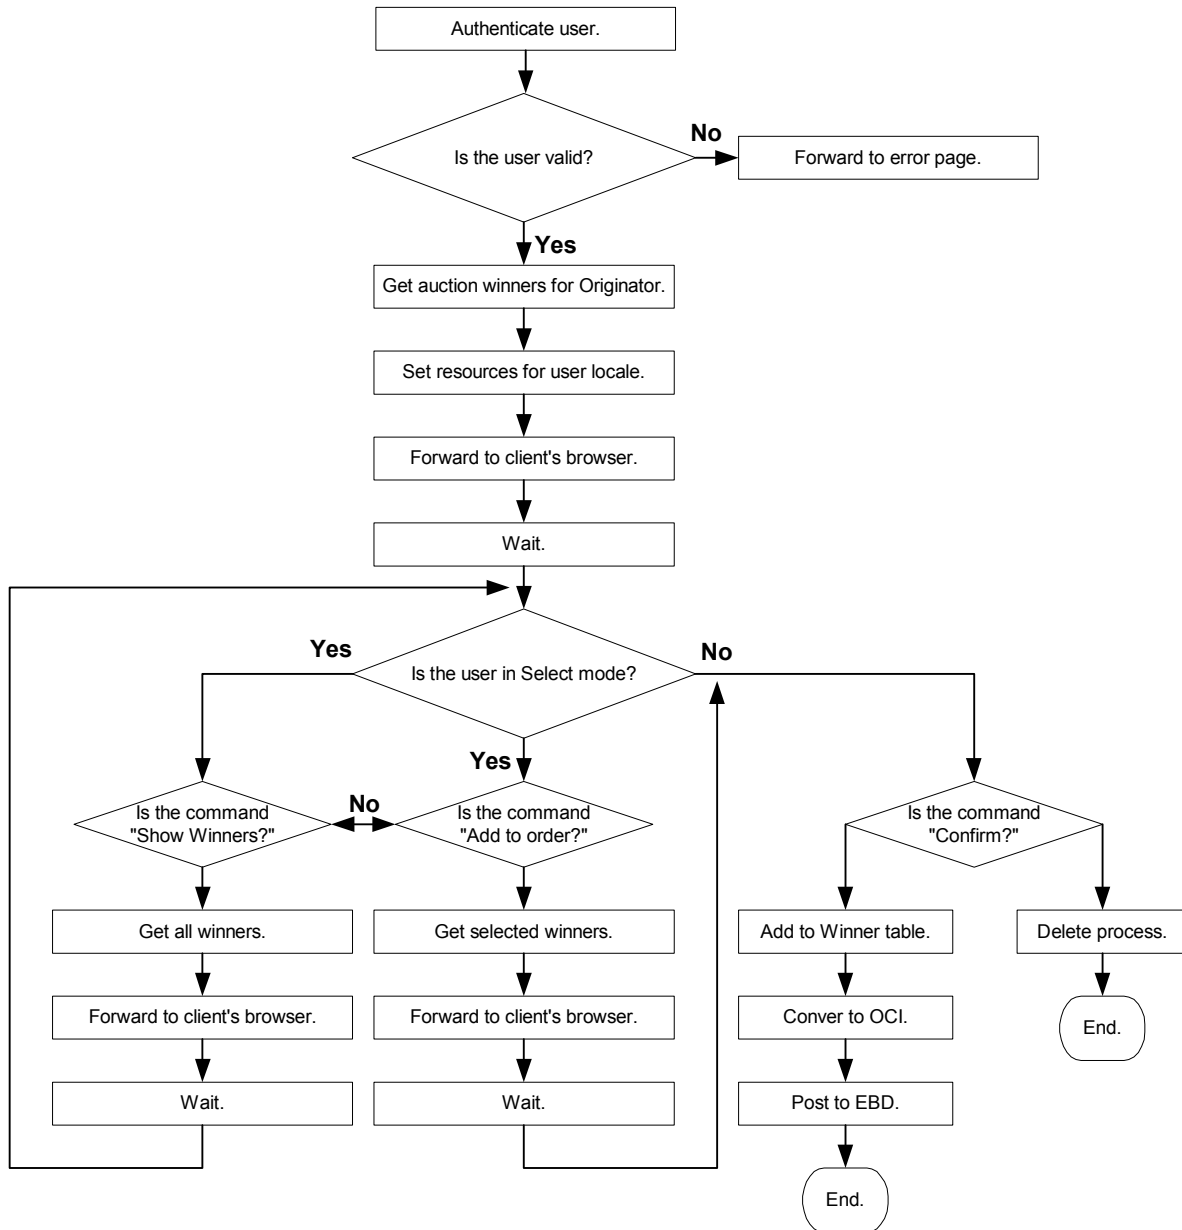 Authenticate user.
Is the user valid?
No
Forward to error page.
Yes
Get auction winners for Originator.
Set resources for user locale.
Forward to client's browser.
Wait.
Yes
Is the user in Select mode?
No
Yes
Is the command
"Show Winners?"
No
Is the command
"Add to order?"
Is the command
"Confirm?"
Get all winners.
Get selected winners.
Add to Winner table.
Delete process.
Forward to client's browser.
Forward to client's browser.
Conver to OCI.
End.
Wait.
Wait.
Post to EBD.
End.